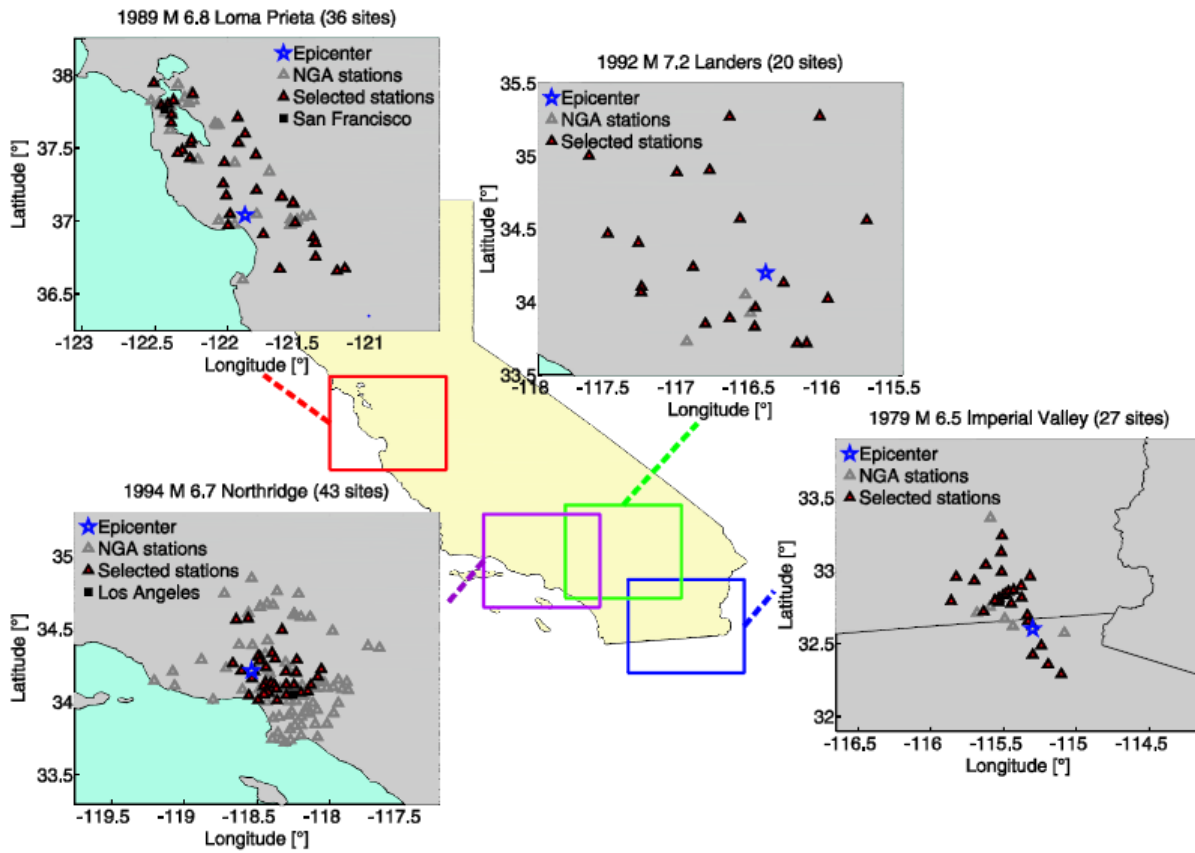 1989 M 6.8 Loma Prieta (36 sites)
Epicenter
NGA stations
Selected stations
San Francisco
38
37.5
37
36.5
Latitude [°]
-123
-122.5
-122
-121.5
-121
Longitude [°]
1992 M 7.2 Landers (20 sites)
Epicenter
NGA stations
Selected stations
35.5
35
34.5
34
33.5
Latitude [°]
-118
-117.5
-117
-116.5
-116
-115.5
Longitude [°]
1994 M 6.7 Northridge (43 sites)
Epicenter
NGA stations
Selected stations
Los Angeles
35
34.5
34
33.5
Latitude [°]
-119.5
-119
-118.5
-118
-117.5
Longitude [°]
1979 M 6.5 Imperial Valley (27 sites)
Epicenter
NGA stations
Selected stations
33.5
33
32.5
32
Latitude [°]
-116.5
-116
-115.5
-115
-114.5
Longitude [°]